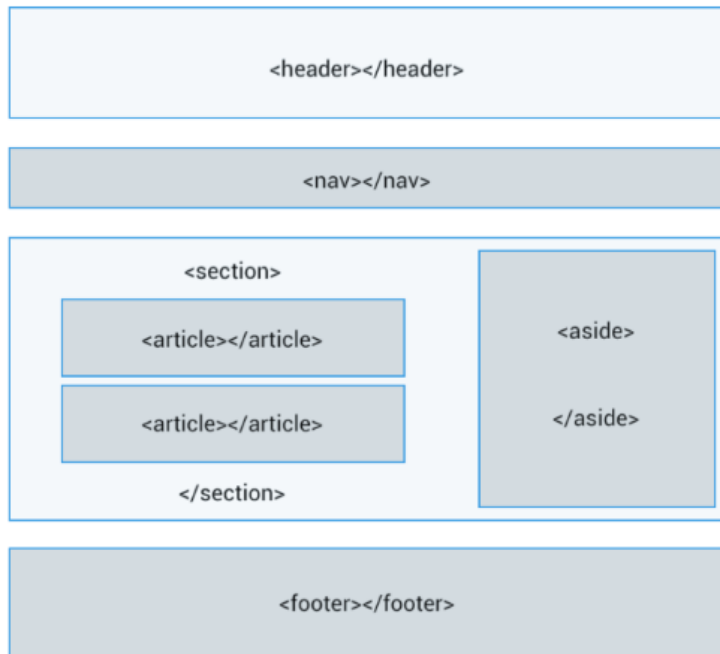 <header></header>
<nav></nav>
<section>
<article></article>
<article></article>
</section>
<aside>
</aside>
<footer></footer>